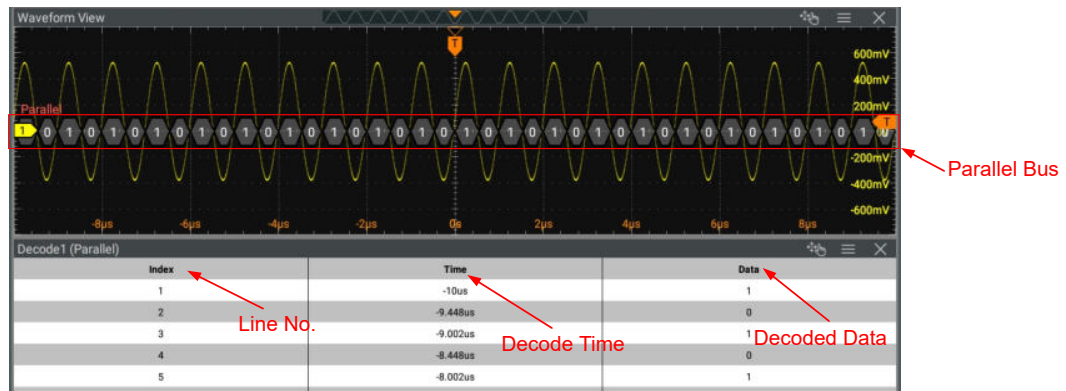 Waveform View
T
600mV
400mV
Parallel
200mV
1 0 1 0 1 0 1 0 1 0 1 0 1 0 1 0 1 0 1 0 1 0 1 0 1 0 1 0 1 0 1 0 1 0 1 0 1 0 1 T
Parallel Bus
-200mV
-400mV
-600mV
-8µs -6µs -4µs -2µs 0s 2µs 4µs 6µs 8µs
Decode1 (Parallel)
Index Time Data
1 -10us 1
2 -9.448us 0
Line No.
3 -9.002us 1
Decode Time
Decoded Data
4 -8.448us 0
5 -8.002us 1